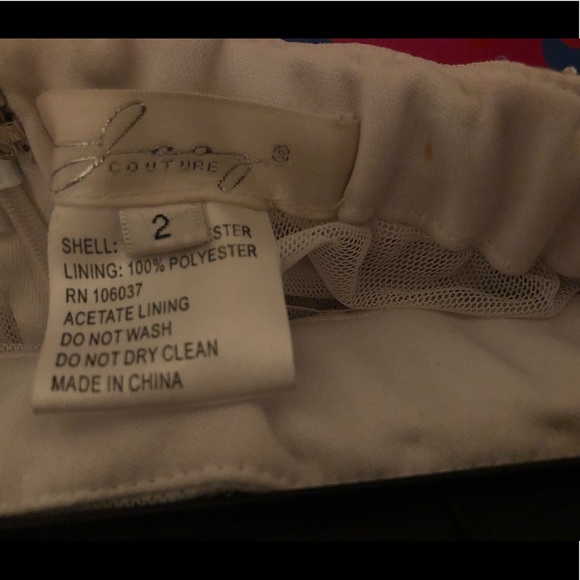 COUTURE ®
2
SHELL: STER
LINING: 100% POLYESTER
RN 106037
ACETATE LINING
DO NOT WASH
DO NOT DRY CLEAN
MADE IN CHINA